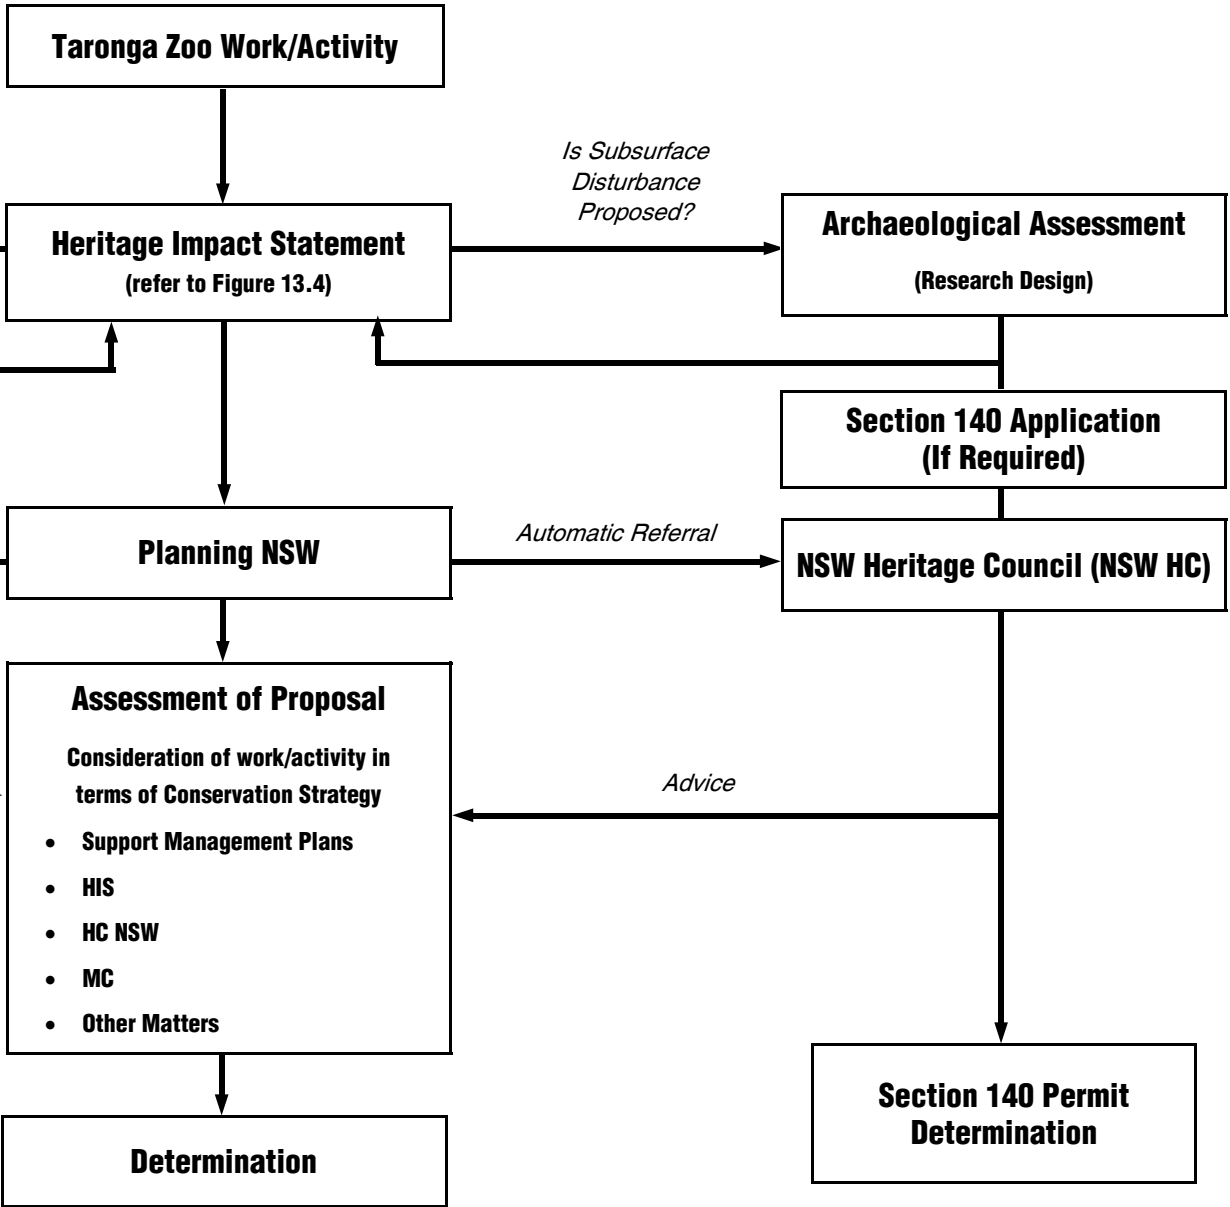 Taronga Zoo Work/Activity
Is Subsurface
Disturbance
Proposed?
Heritage Impact Statement
(refer to Figure 13.4)
Archaeological Assessment
(Research Design)
Section 140 Application
(If Required)
Planning NSW
Automatic Referral
NSW Heritage Council (NSW HC)
Assessment of Proposal
Consideration of work/activity in
terms of Conservation Strategy
• Support Management Plans
• HIS
• HC NSW
• MC
• Other Matters
Advice
Section 140 Permit
Determination
Determination